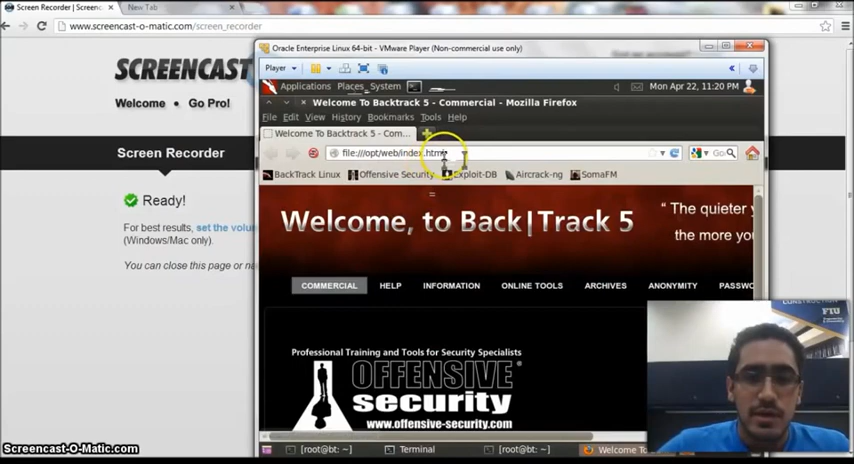 Screen Recorder | Screencast-O
New Tab
www.screencast-o-matic.com/screen_recorder
SCREENCAST
Welcome • Go Pro!
Screen Recorder
Ready!
For best results, set the volu
(Windows/Mac only).
You can close this page or na
Oracle Enterprise Linux 64-bit - VMware Player (Non-commercial use only)
Player
Applications Places System
Mon Apr 22, 11:20 PM
Welcome To Backtrack 5 - Commercial - Mozilla Firefox
File Edit View History Bookmarks Tools Help
Welcome To Backtrack 5 - Com...
file:///opt/web/index.html
Goo
BackTrack Linux Offensive Security Exploit-DB Aircrack-ng SomaFM
Welcome, to Back|Track 5
“ The quieter y
the more you
COMMERCIAL HELP INFORMATION ONLINE TOOLS ARCHIVES ANONYMITY PASSWO
Professional Training and Tools for Security Specialists
OFFENSIVE®
security
www.offensive-security.com
CONSTRUCTION
FIU
[root@bt: ~] Terminal [root@bt: ~] Welcome To
Screencast-O-Matic.com